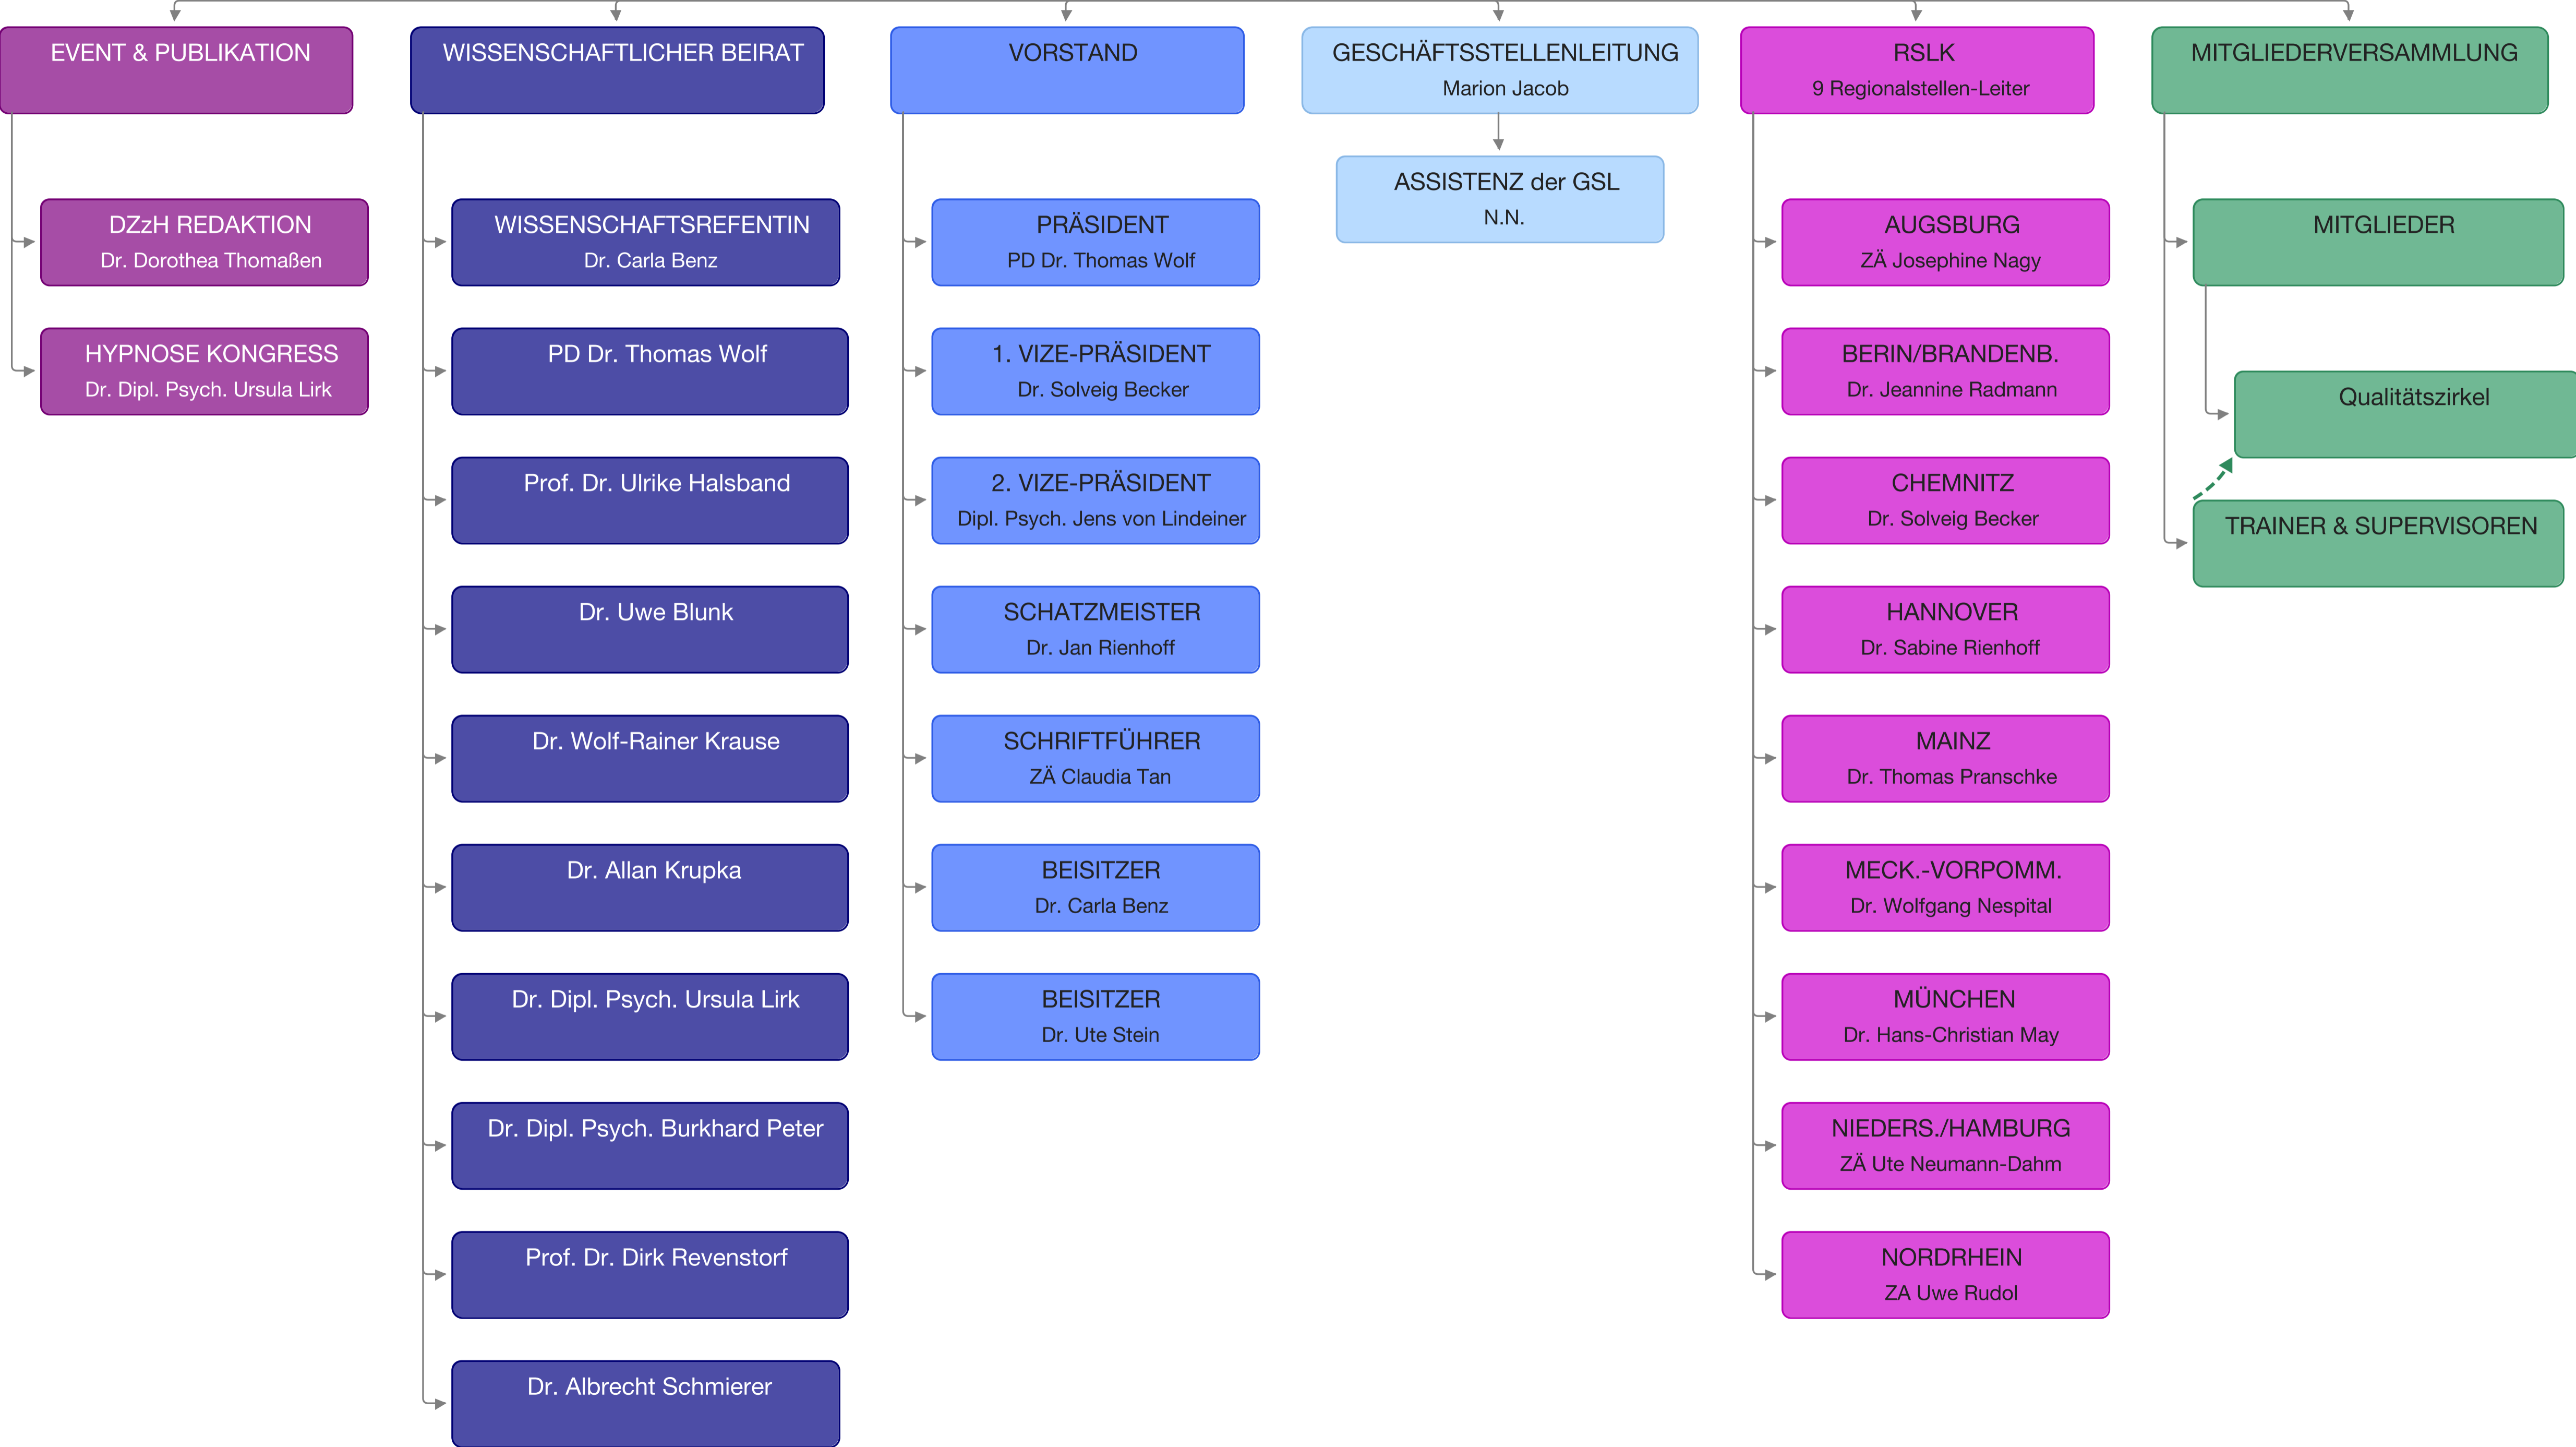 EVENT & PUBLIKATION
DZzH REDAKTION
Dr. Dorothea Thomaßen
HYPNOSE KONGRESS
Dr. Dipl. Psych. Ursula Lirk
WISSENSCHAFTLICHER BEIRAT
WISSENSCHAFTSREFENTIN
Dr. Carla Benz
PD Dr. Thomas Wolf
Prof. Dr. Ulrike Halsband
Dr. Uwe Blunk
Dr. Wolf-Rainer Krause
Dr. Allan Krupka
Dr. Dipl. Psych. Ursula Lirk
Dr. Dipl. Psych. Burkhard Peter
Prof. Dr. Dirk Revenstorf
Dr. Albrecht Schmierer
VORSTAND
PRÄSIDENT
PD Dr. Thomas Wolf
1. VIZE-PRÄSIDENT
Dr. Solveig Becker
2. VIZE-PRÄSIDENT
Dipl. Psych. Jens von Lindeiner
SCHATZMEISTER
Dr. Jan Rienhoff
SCHRIFTFÜHRER
ZÄ Claudia Tan
BEISITZER
Dr. Carla Benz
BEISITZER
Dr. Ute Stein
GESCHÄFTSSTELLENLEITUNG
Marion Jacob
ASSISTENZ der GSL
N.N.
RSLK
9 Regionalstellen-Leiter
AUGSBURG
ZÄ Josephine Nagy
BERIN/BRANDENB.
Dr. Jeannine Radmann
CHEMNITZ
Dr. Solveig Becker
HANNOVER
Dr. Sabine Rienhoff
MAINZ
Dr. Thomas Pranschke
MECK.-VORPOMM.
Dr. Wolfgang Nespital
MÜNCHEN
Dr. Hans-Christian May
NIEDERS./HAMBURG
ZÄ Ute Neumann-Dahm
NORDRHEIN
ZA Uwe Rudol
MITGLIEDERVERSAMMLUNG
MITGLIEDER
Qualitätszirkel
TRAINER & SUPERVISOREN